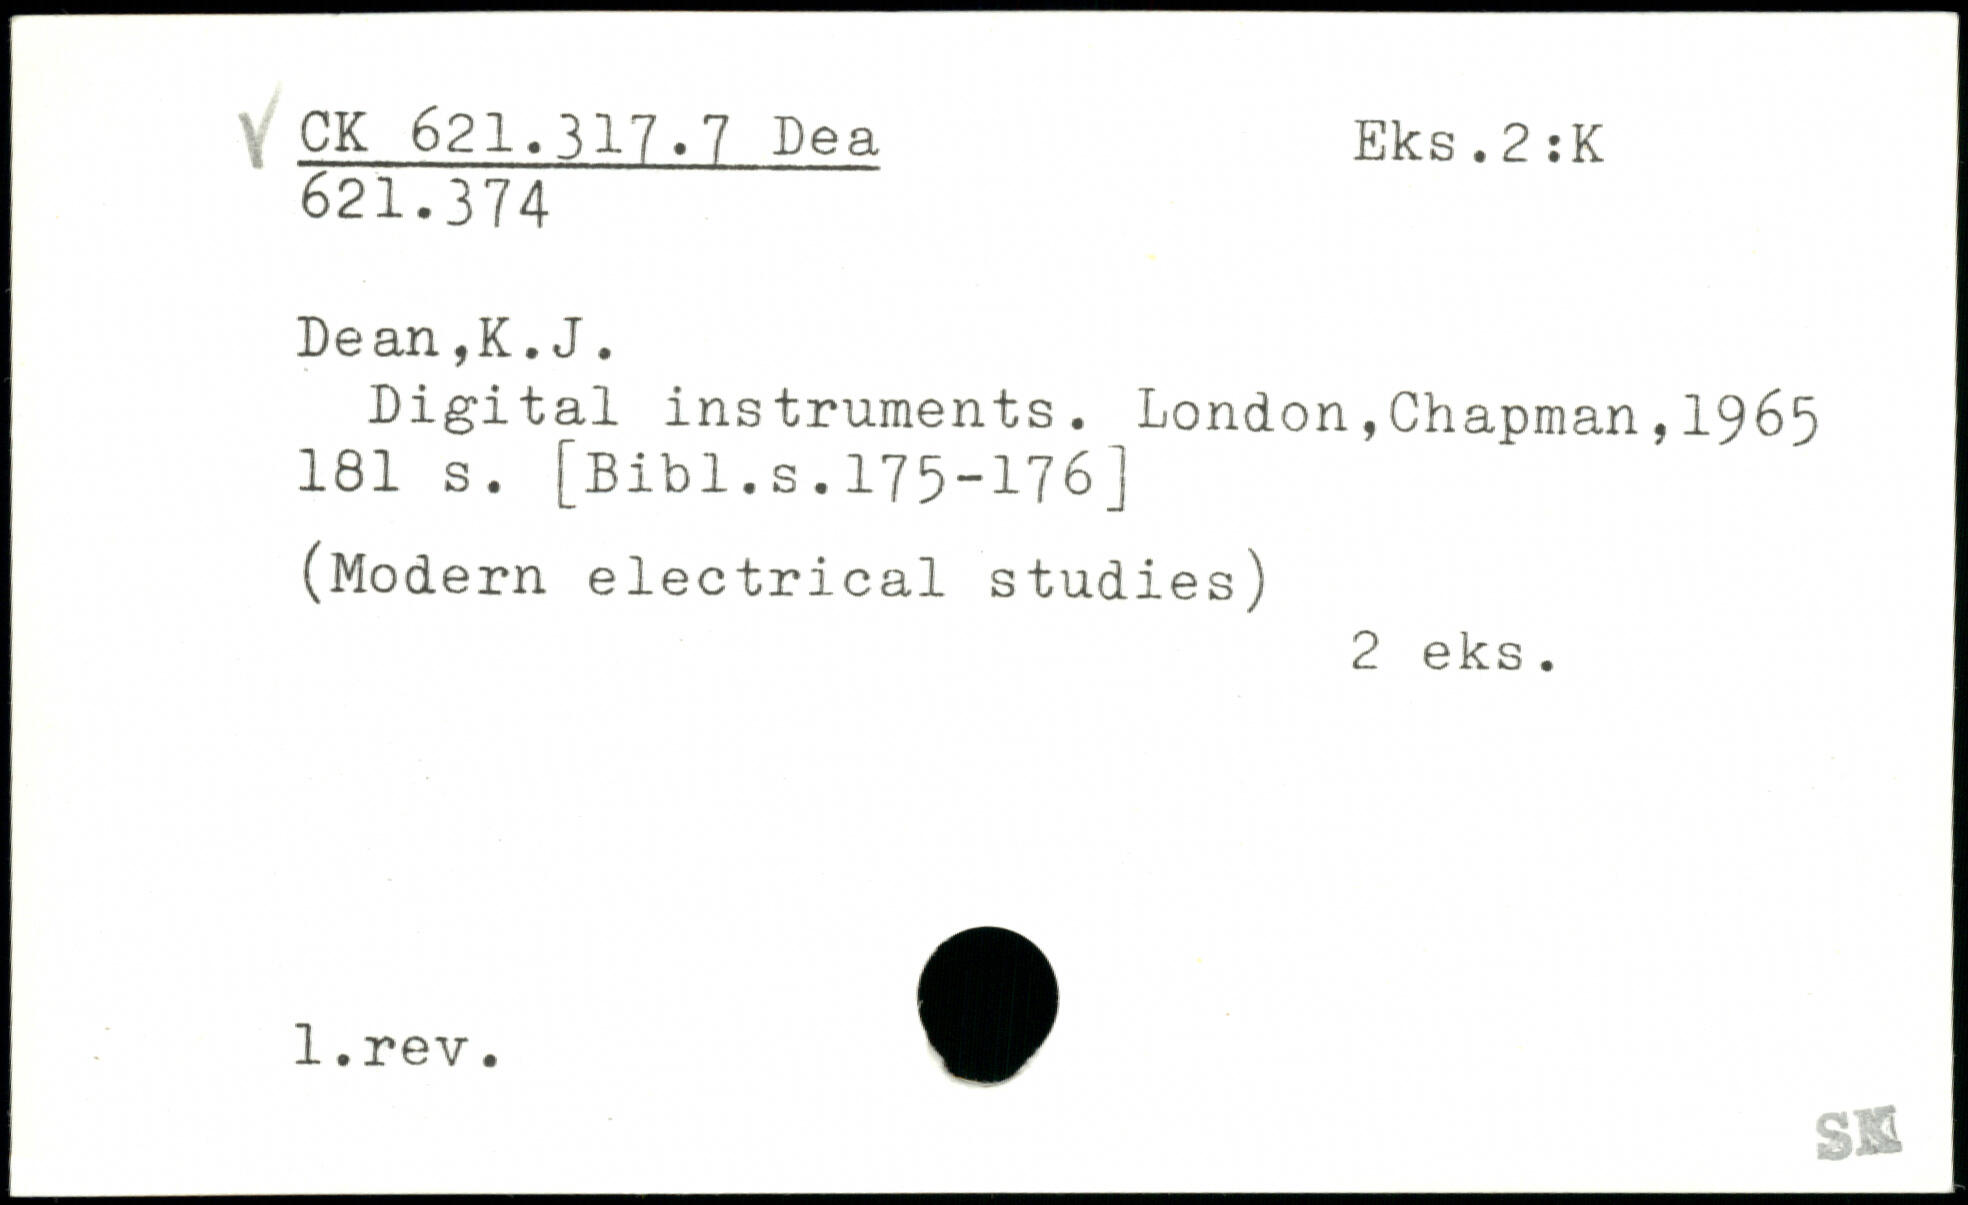 √ CK 621.317.7 Dea Eks.2:K
621.374
Dean,K.J.
Digital instruments. London,Chapman,1965
181 s. [Bibl.s.175-176]
(Modern electrical studies)
2 eks.
1.rev.
SK